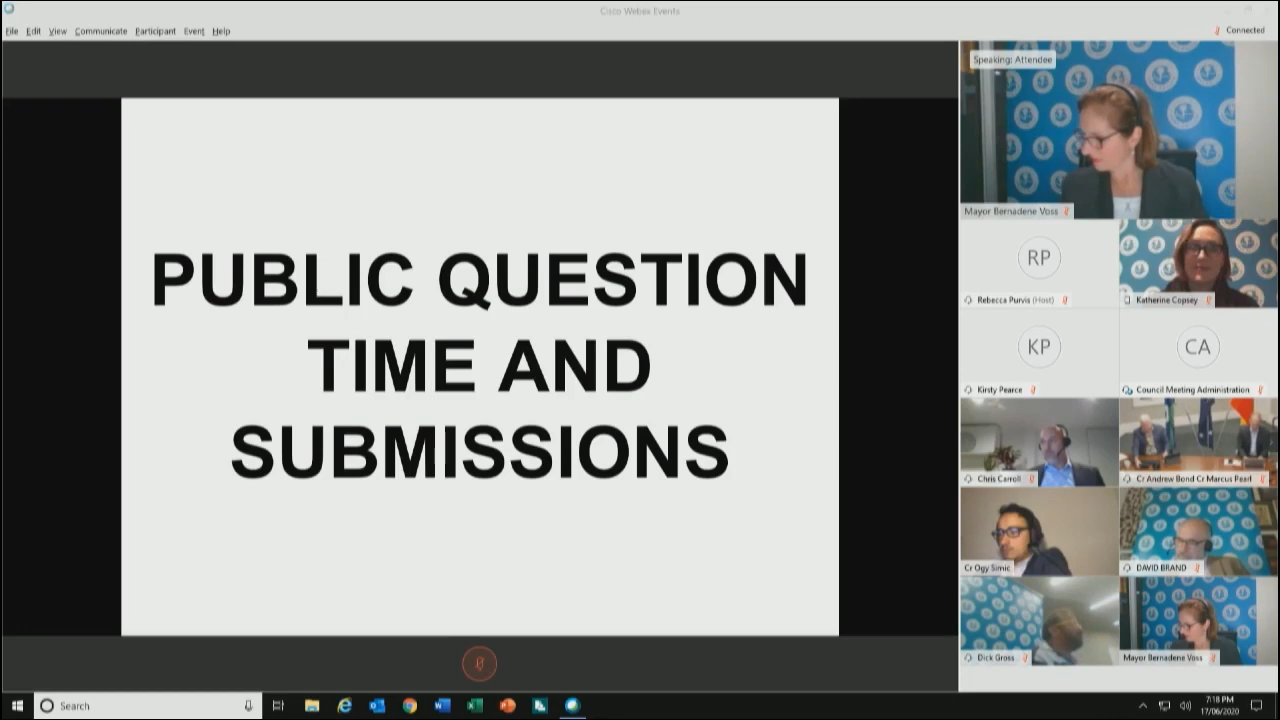 Cisco Webex Events
File Edit View Communicate Participant Event Help
Connected
Speaking: Attendee
PUBLIC QUESTION
TIME AND
SUBMISSIONS
Mayor Bernadene Voss
RP
Rebecca Purvis (Host)
Katherine Copsey
KP
CA
Kirsty Pearce
Council Meeting Administration
Chris Carroll
Cr Andrew Bond Cr Marcus Pearl
Cr Ogy Simic
DAVID BRAND
Dick Gross
Mayor Bernadene Voss
Search
7:18 PM
17/06/2020